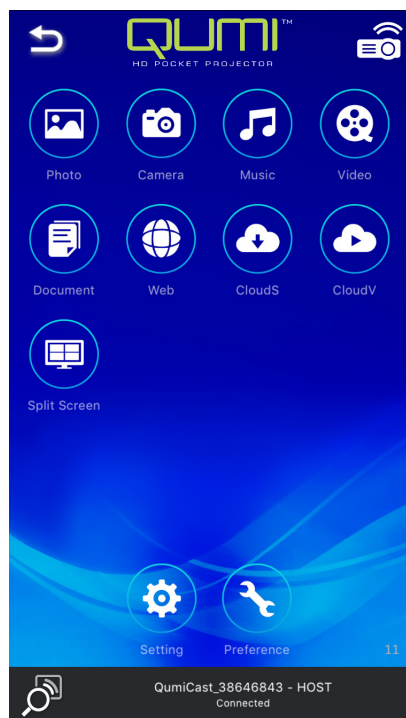 QUMI™
HD POCKET PROJECTOR
Photo Camera Music Video
Document Web CloudS CloudV
Split Screen
Setting Preference 11
QumiCast_38646843 - HOST
Connected